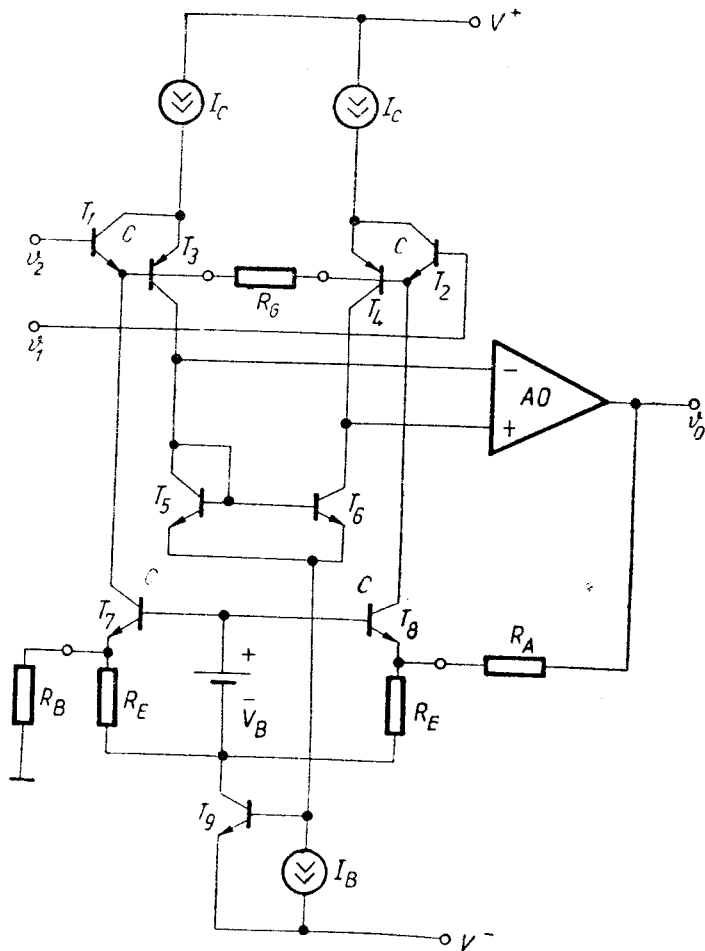 V+
I_C
I_C
T_1
C
T_3
C
T_2
v_2
R_G
T_4
v_1
−
AO
+
v_0
T_5
T_6
C
C
T_7
T_8
R_A
+
−
R_B
R_E
V_B
R_E
T_9
I_B
V−